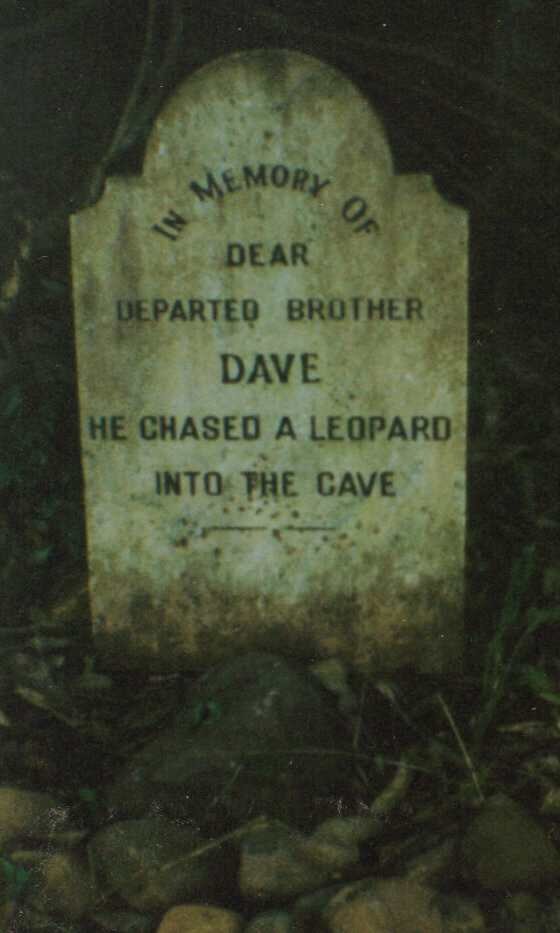 IN MEMORY OF
DEAR
DEPARTED BROTHER
DAVE
HE CHASED A LEOPARD
INTO THE CAVE